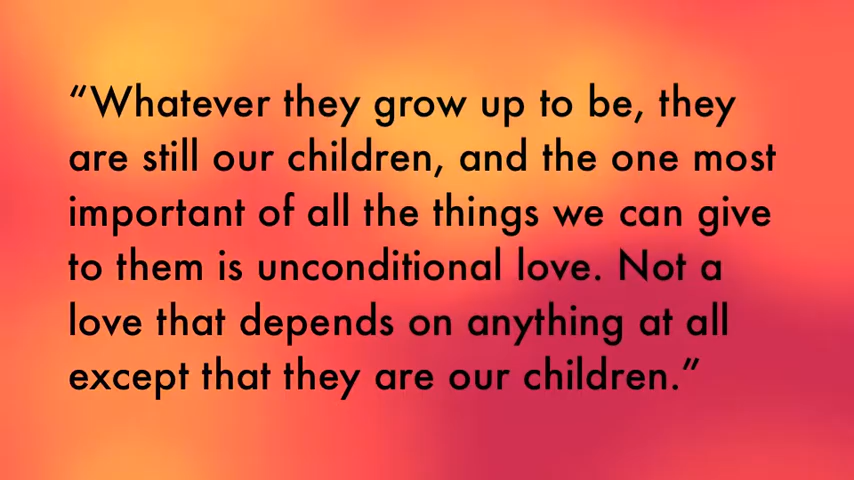 “Whatever they grow up to be, they
are still our children, and the one most
important of all the things we can give
to them is unconditional love. Not a
love that depends on anything at all
except that they are our children.”